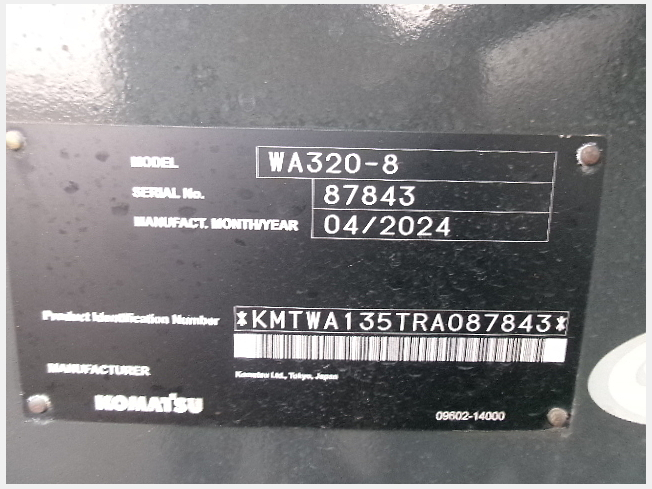 MODEL WA320-8
SERIAL No. 87843
MANUFACT. MONTH/YEAR 04/2024
Product Identification Number *KMTWA135TRA087843*
MANUFACTURER Komatsu Ltd., Tokyo, Japan
KOMATSU 09602-14000